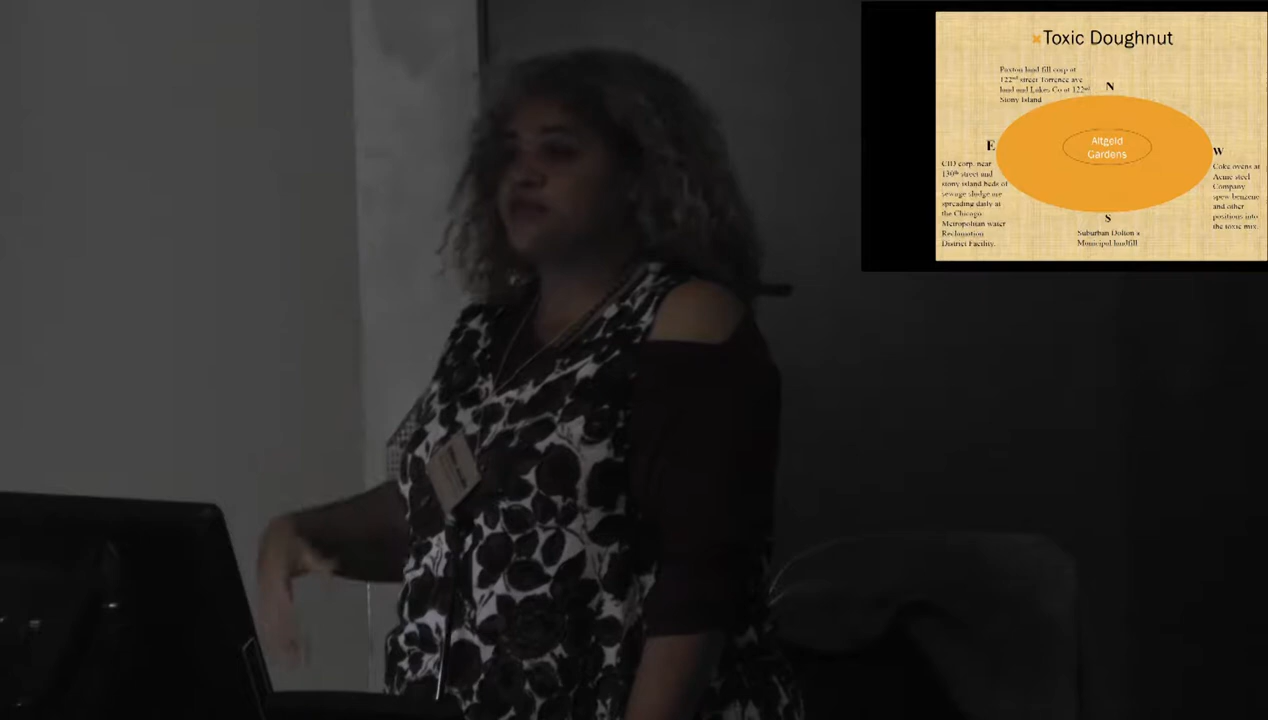 Toxic Doughnut
Paxton land fill corp at
122nd street Torrence ave
land and Lakes Co at 122nd
Stony Island
N
E
Altgeld
Gardens
W
CID corp. near
130th street and
stony island beds of
sewage sludge are
spreading daily at
the Chicago
Metropolitan water
Reclamation
District Facility.
Coke ovens at
Acme steel
Company
spew benzene
and other
positions into
the toxic mix.
S
Suburban Dolton's
Municipal landfill